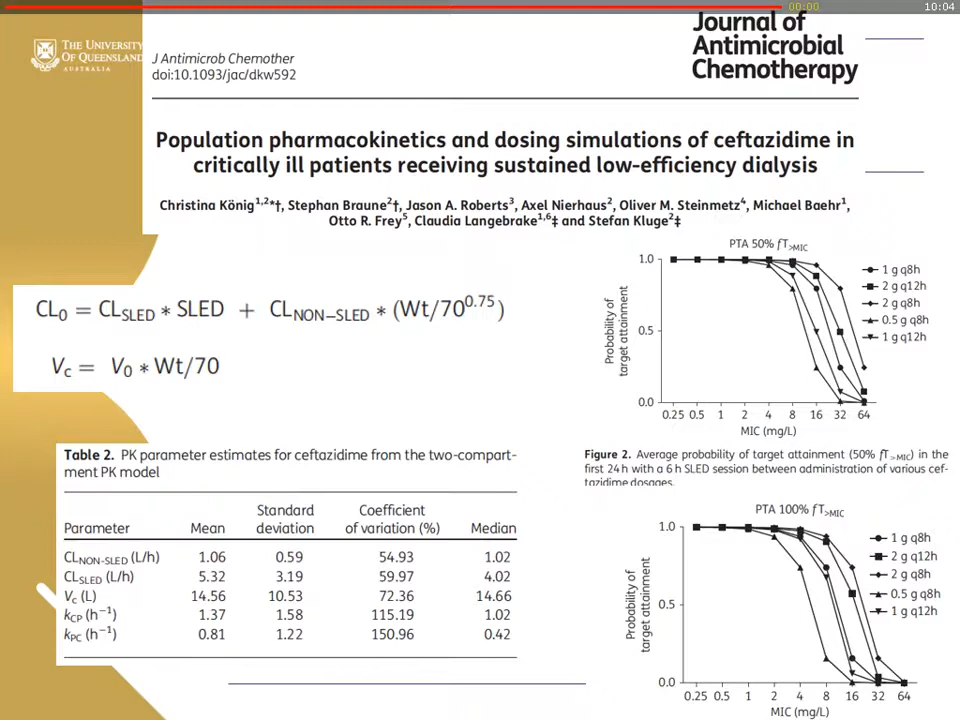 00:00
10:04
THE UNIVERSITY
OF QUEENSLAND
AUSTRALIA
J Antimicrob Chemother
doi:10.1093/jac/dkw592
Journal of
Antimicrobial
Chemotherapy
Population pharmacokinetics and dosing simulations of ceftazidime in
critically ill patients receiving sustained low-efficiency dialysis
Christina König1,2*†, Stephan Braune2†, Jason A. Roberts3, Axel Nierhaus2, Oliver M. Steinmetz4, Michael Baehr1,
Otto R. Frey5, Claudia Langebrake1,6‡ and Stefan Kluge2‡
CL0 = CLSLED * SLED + CLNON−SLED * (Wt/70^0.75)
Vc = V0 * Wt/70
PTA 50% fT>MIC
Probability of
target attainment
1.0
0.5
0.0
0.25 0.5 1 2 4 8 16 32 64
MIC (mg/L)
1 g q8h
2 g q12h
2 g q8h
0.5 g q8h
1 g q12h
Figure 2. Average probability of target attainment (50% fT>MIC) in the
first 24 h with a 6 h SLED session between administration of various cef-
tazidime dosages.
Table 2. PK parameter estimates for ceftazidime from the two-compart-
ment PK model
Parameter Mean Standard deviation Coefficient of variation (%) Median
CLNON-SLED (L/h) 1.06 0.59 54.93 1.02
CLSLED (L/h) 5.32 3.19 59.97 4.02
Vc (L) 14.56 10.53 72.36 14.66
kCP (h−1) 1.37 1.58 115.19 1.02
kPC (h−1) 0.81 1.22 150.96 0.42
PTA 100% fT>MIC
Probability of
target attainment
1.0
0.5
0.0
0.25 0.5 1 2 4 8 16 32 64
MIC (mg/L)
1 g q8h
2 g q12h
2 g q8h
0.5 g q8h
1 g q12h